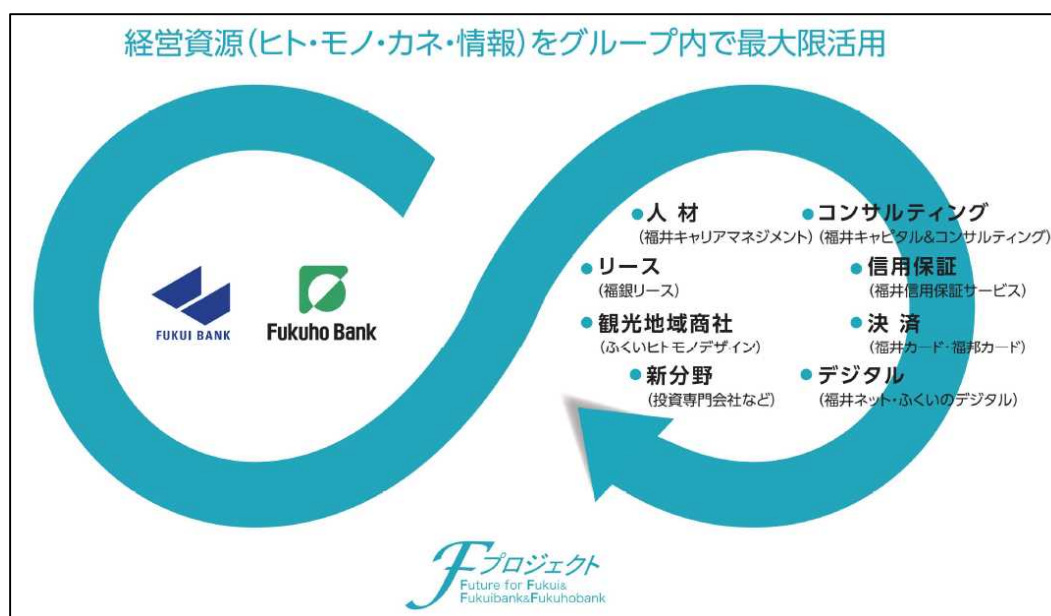 経営資源(ヒト・モノ・カネ・情報)をグループ内で最大限活用
FUKUI BANK
Fukuho Bank
●人 材
(福井キャリアマネジメント)
●コンサルティング
(福井キャピタル&コンサルティング)
●リース
(福銀リース)
●信用保証
(福井信用保証サービス)
●観光地域商社
(ふくいヒトモノデザイン)
●決 済
(福井カード・福邦カード)
●新分野
(投資専門会社など)
●デジタル
(福井ネット・ふくいのデジタル)
Fプロジェクト
Future for Fukui&
Fukuibank&Fukuhobank